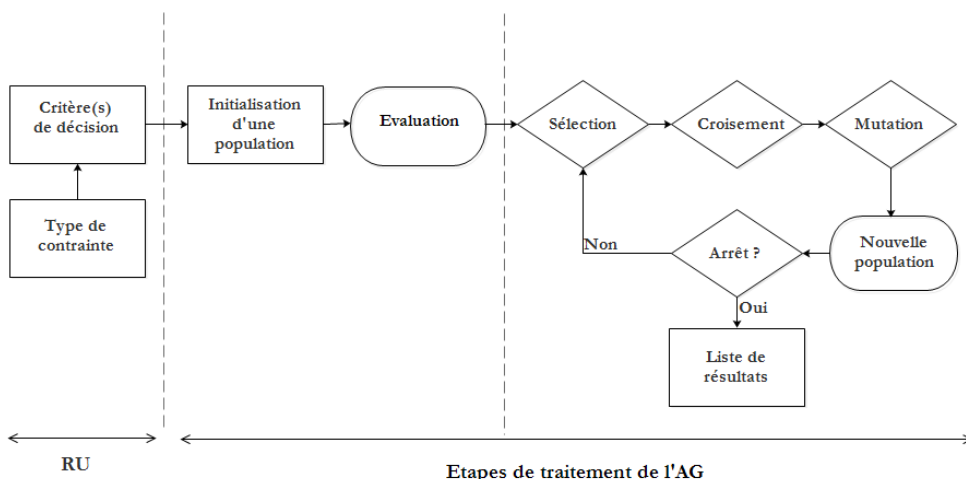 Critère(s)
de décision
Type de
contrainte
Initialisation
d'une
population
Evaluation
Sélection
Croisement
Mutation
Nouvelle
population
Arrêt ?
Non
Oui
Liste de
résultats
RU
Etapes de traitement de l'AG